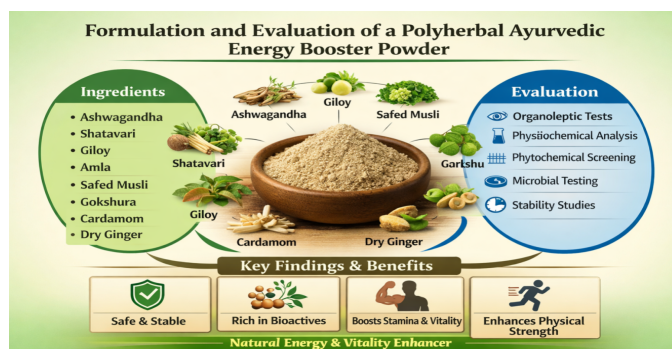 Formulation and Evaluation of a Polyherbal Ayurvedic
Energy Booster Powder
Ingredients
• Ashwagandha
• Shatavari
• Giloy
• Amla
• Safed Musli
• Gokshura
• Cardamom
• Dry Ginger
Ashwagandha
Giloy
Safed Musli
Shatavari
Garkshu
Giloy
Cardamom
Dry Ginger
Evaluation
Organoleptic Tests
Physiiochemical Analysis
Phytochemical Screening
Microbial Testing
Stability Studies
Key Findings & Benefits
Safe & Stable
Rich in Bioactives
Boosts Stamina & Vitality
Enhances Physical
Strength
Natural Energy & Vitality Enhancer